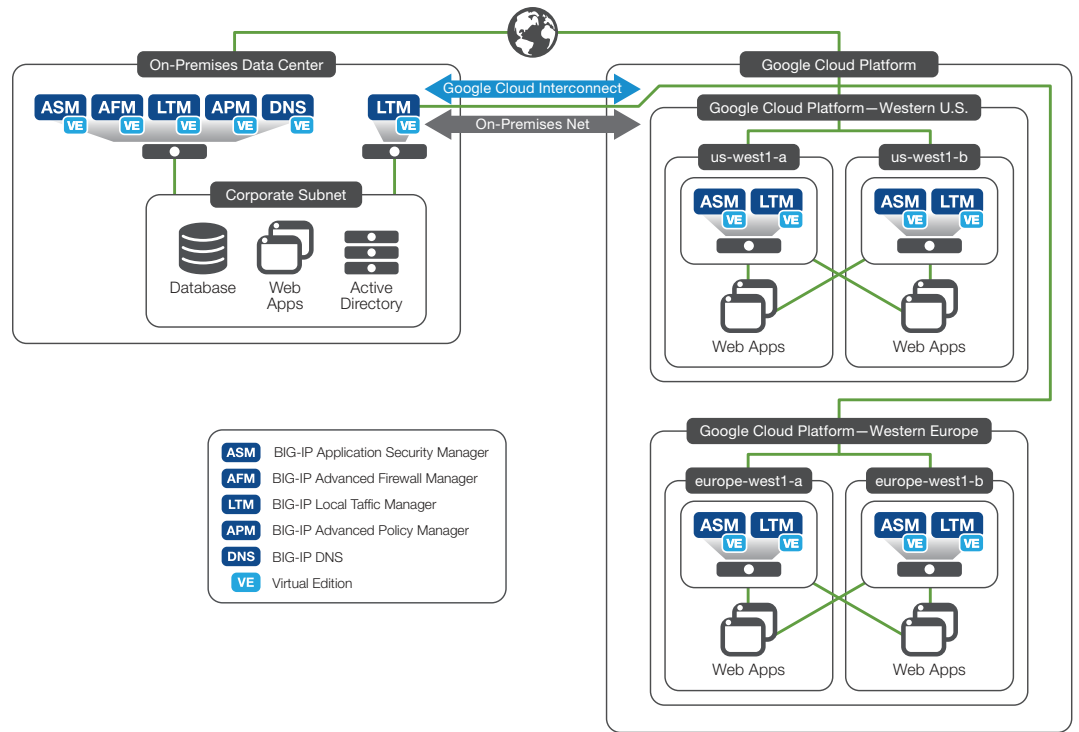 On-Premises Data Center
ASM VE
AFM VE
LTM VE
APM VE
DNS VE
LTM VE
Corporate Subnet
Database
Web
Apps
Active
Directory
Google Cloud Interconnect
On-Premises Net
Google Cloud Platform
Google Cloud Platform—Western U.S.
us-west1-a
ASM VE
LTM VE
Web Apps
us-west1-b
ASM VE
LTM VE
Web Apps
Google Cloud Platform—Western Europe
europe-west1-a
ASM VE
LTM VE
Web Apps
europe-west1-b
ASM VE
LTM VE
Web Apps
ASM BIG-IP Application Security Manager
AFM BIG-IP Advanced Firewall Manager
LTM BIG-IP Local Taffic Manager
APM BIG-IP Advanced Policy Manager
DNS BIG-IP DNS
VE Virtual Edition